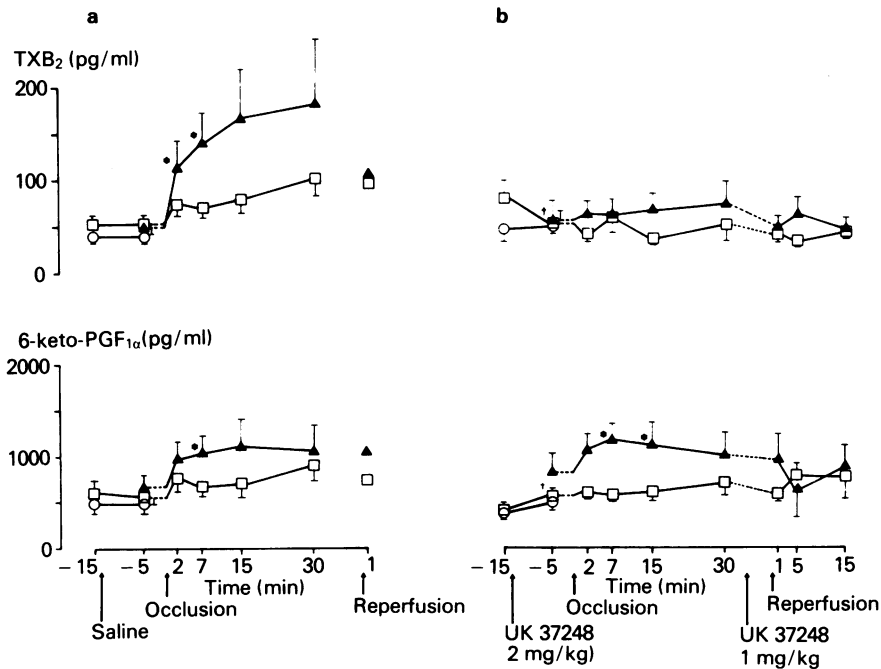 a
b
TXB₂ (pg/ml)
200
100
0
6-keto-PGF₁α(pg/ml)
2000
1000
0
− 15 − 5 2 7 15 30 1
Time (min)
Occlusion
Reperfusion
Saline
− 15 − 5 2 7 15 30 1 5 15
Time (min)
Occlusion
Reperfusion
UK 37248
2 mg/kg)
UK 37248
1 mg/kg)